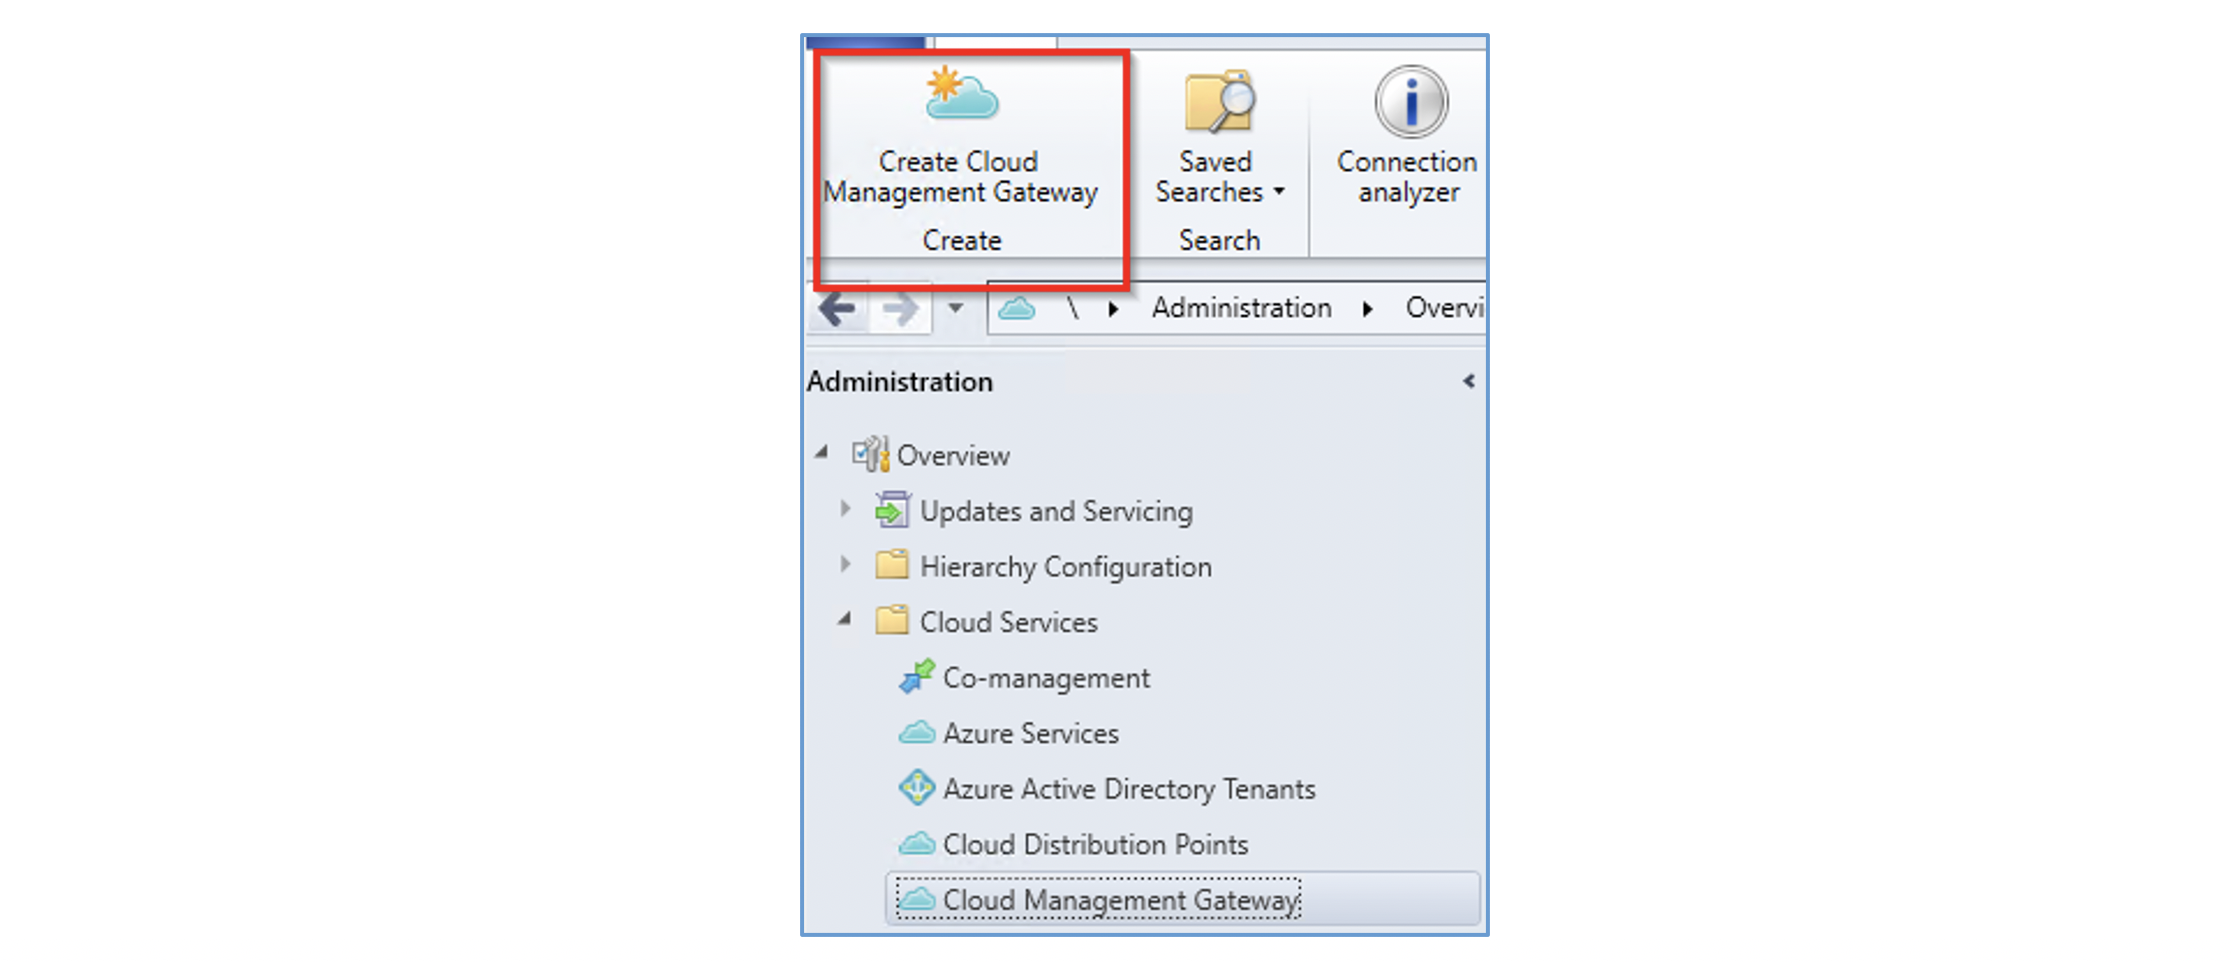 Create Cloud
Management Gateway
Create
Saved
Searches
Search
Connection
analyzer
\ Administration Overvi
Administration
Overview
Updates and Servicing
Hierarchy Configuration
Cloud Services
Co-management
Azure Services
Azure Active Directory Tenants
Cloud Distribution Points
Cloud Management Gateway